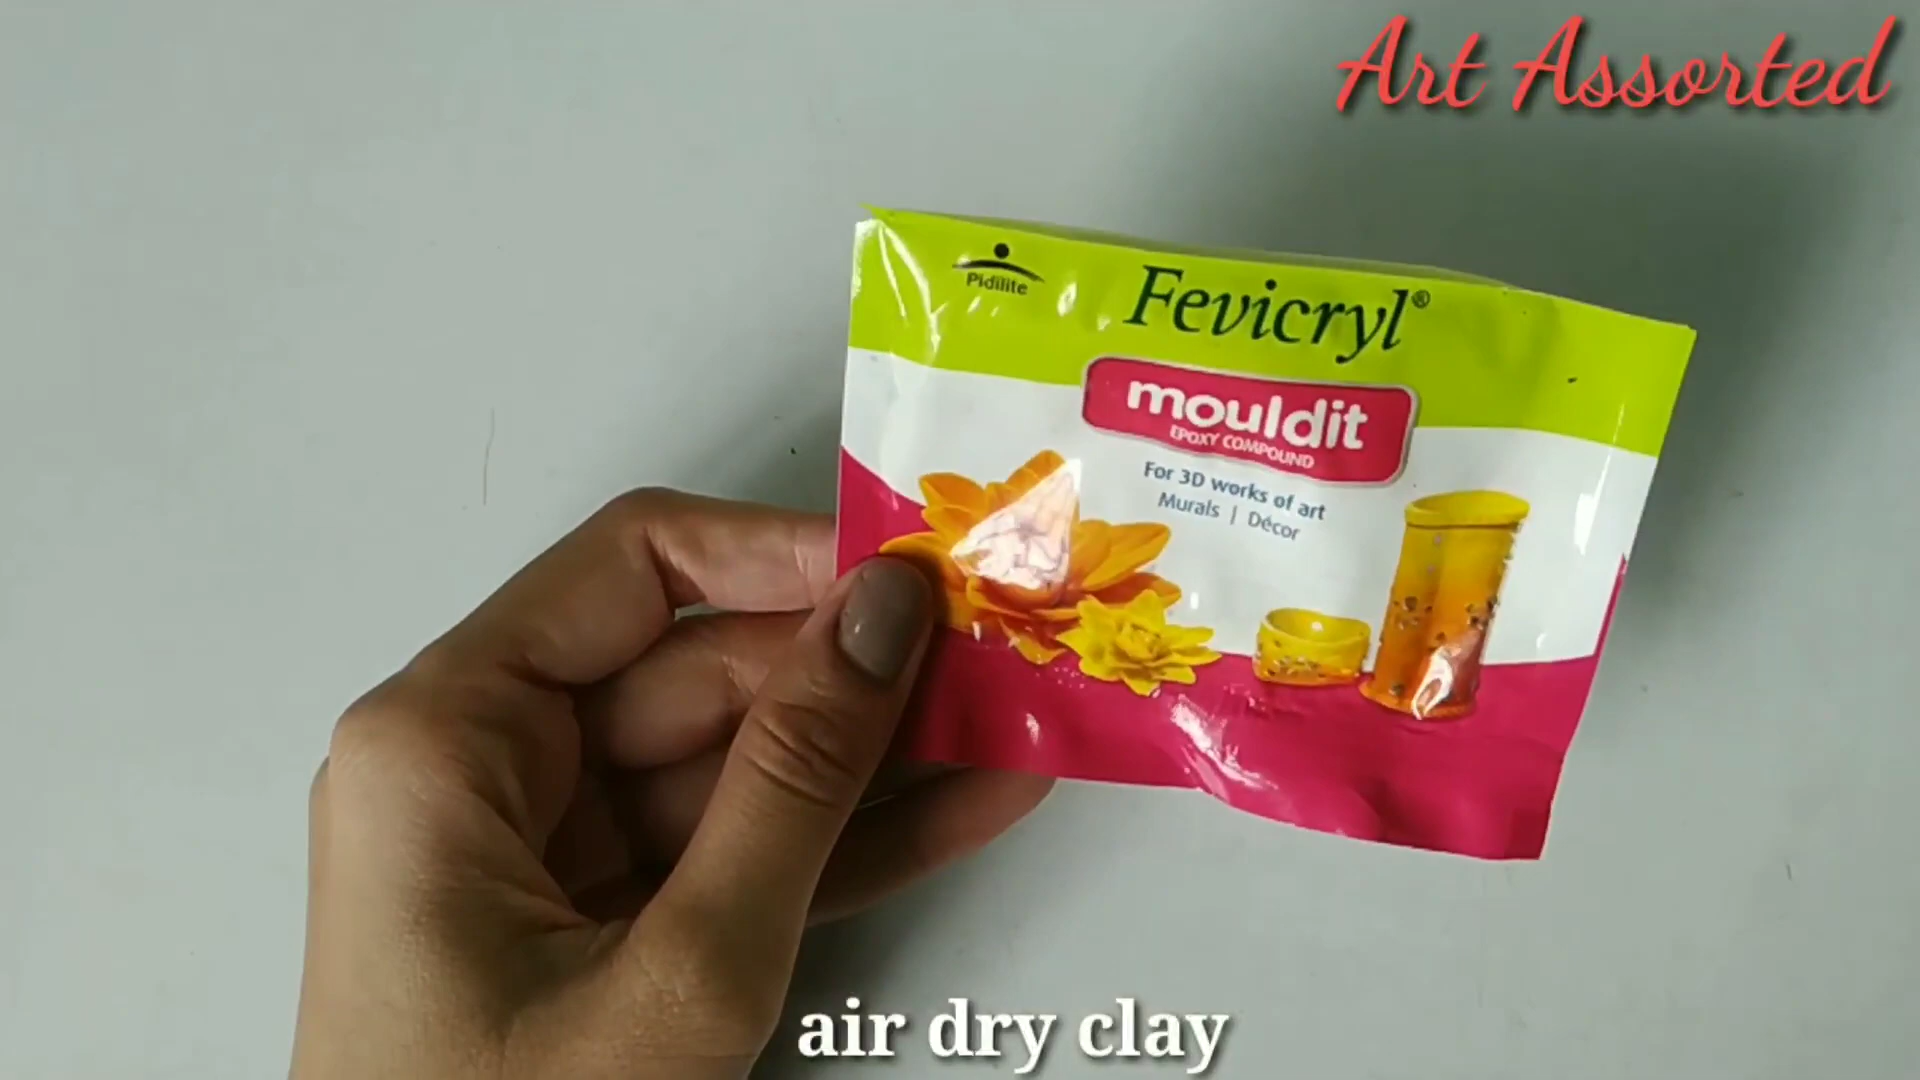 Art Assorted
Pidilite
Fevicryl®
mouldit
EPOXY COMPOUND
For 3D works of art
Murals | Décor
air dry clay